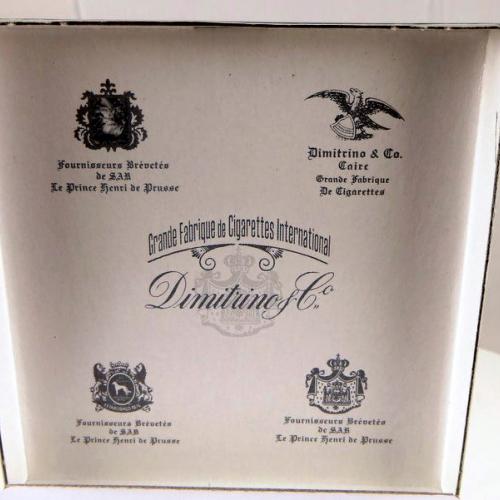 Fournisseurs Brévetés
de SAR
Le Prince Henri de Prusse
Dimitrino & Co.
Caire
Grande Fabrique
De Cigarettes
Grande Fabrique de Cigarettes International
Dimitrino & Co.
Fournisseurs Brévetés
de SAR
Le Prince Henri de Prusse
Fournisseurs Brévetés
de SAR
Le Prince Henri de Prusse